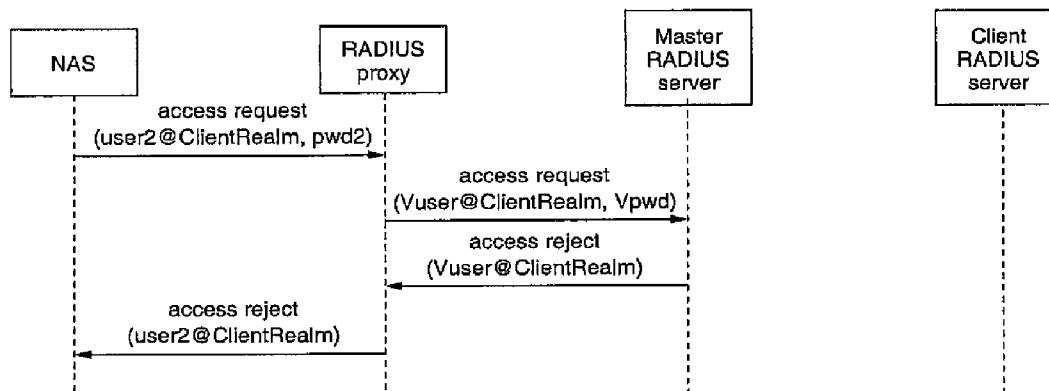 NAS
RADIUS
proxy
Master
RADIUS
server
Client
RADIUS
server
access request
(user2@ClientRealm, pwd2)
access request
(Vuser@ClientRealm, Vpwd)
access reject
(Vuser@ClientRealm)
access reject
(user2@ClientRealm)